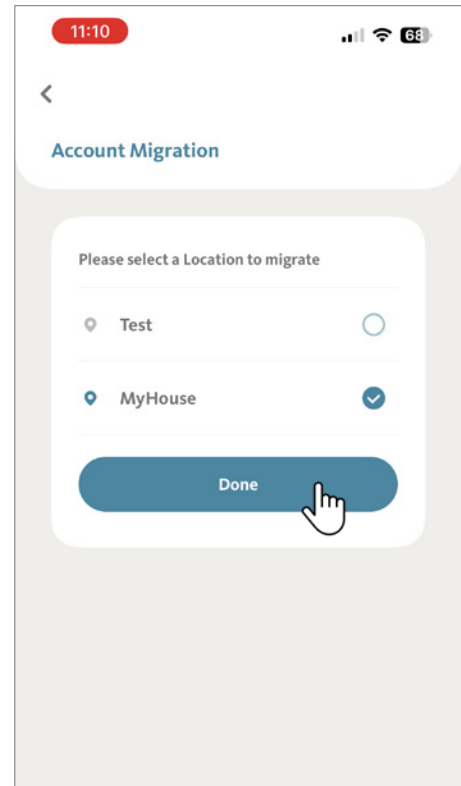 11:10
68
Account Migration
Please select a Location to migrate
Test
MyHouse
Done